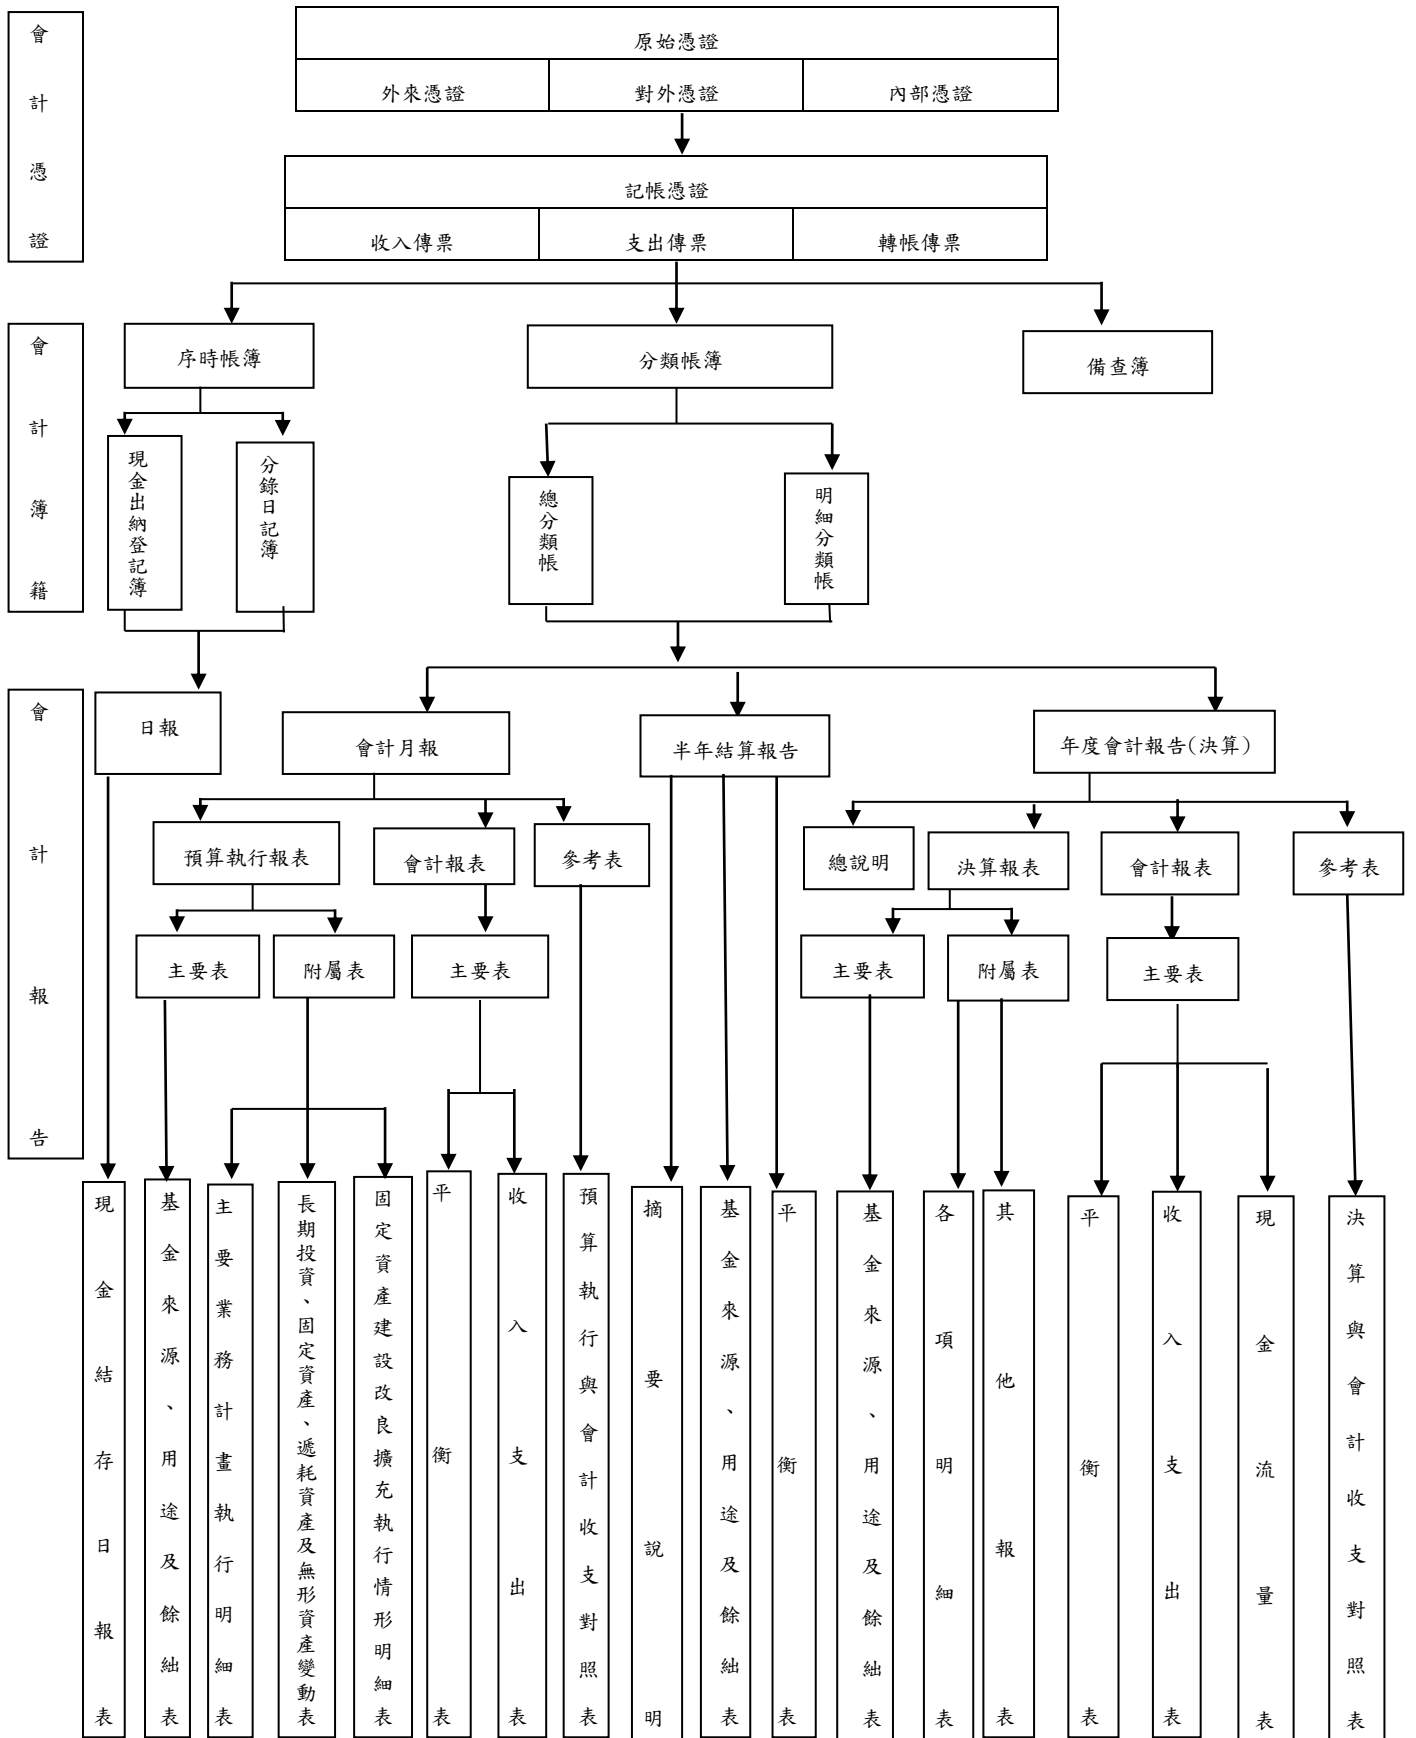 會計憑證
原始憑證
外來憑證
對外憑證
內部憑證
記帳憑證
收入傳票
支出傳票
轉帳傳票
會計簿籍
序時帳簿
分類帳簿
備查簿
現金出納登記簿
分錄日記簿
總分類帳
明細分類帳
會計報告
日報
會計月報
半年結算報告
年度會計報告(決算)
預算執行報表
會計報表
參考表
總說明
決算報表
會計報表
參考表
主要表
附屬表
主要表
主要表
附屬表
主要表
現金結存日報表
基金來源、用途及餘絀表
主要業務計畫執行明細表
長期投資、固定資產、遞耗資產及無形資產變動表
固定資產建設改良擴充執行情形明細表
平衡表
收入支出表
預算執行與會計收支對照表
摘要說明
基金來源、用途及餘絀表
平衡表
基金來源、用途及餘絀表
各項明細表
其他報表
平衡表
收入支出表
現金流量表
決算與會計收支對照表